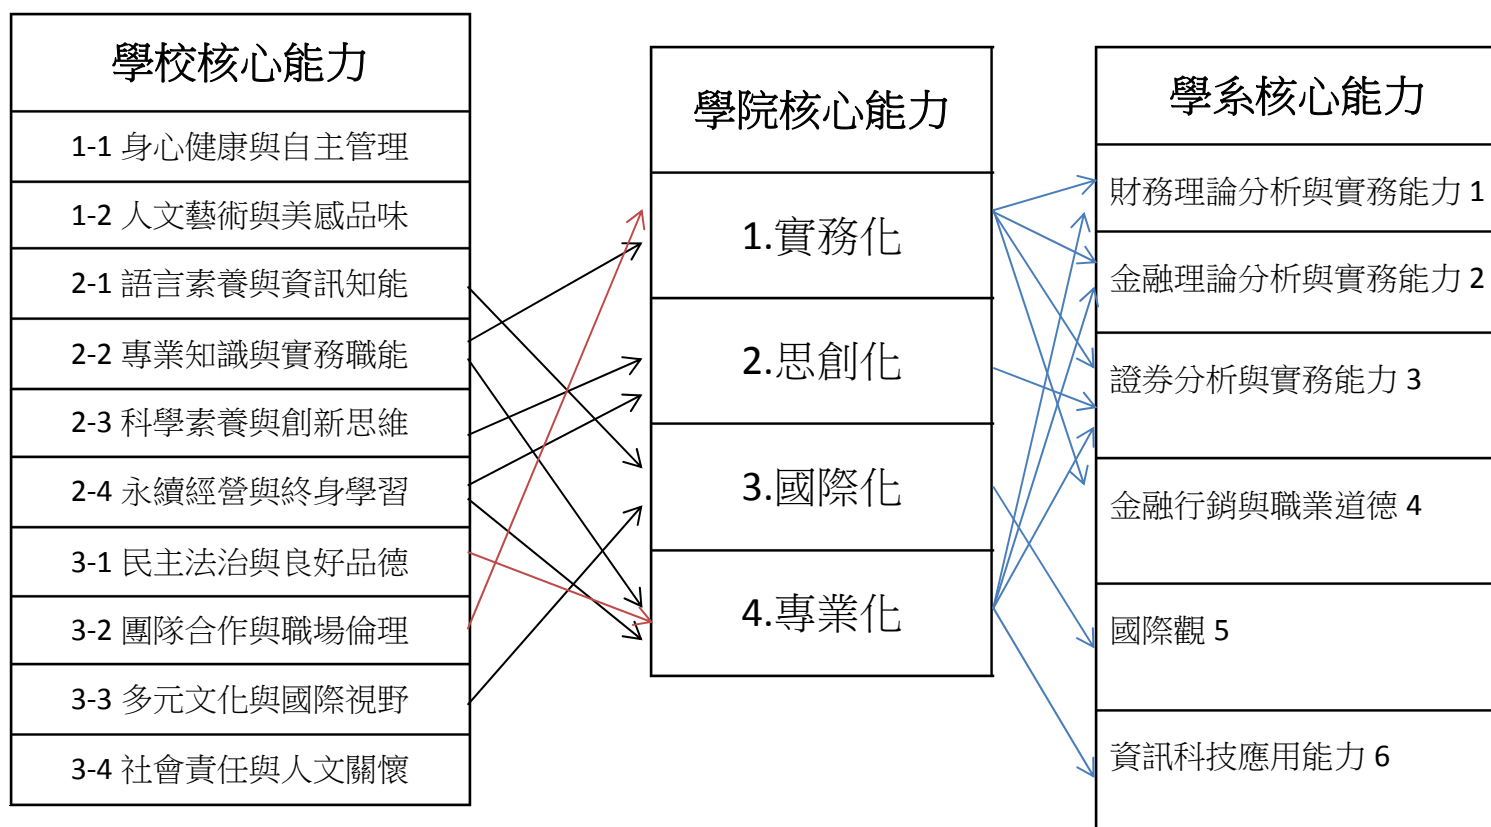 學校核心能力
1-1 身心健康與自主管理
1-2 人文藝術與美感品味
2-1 語言素養與資訊知能
2-2 專業知識與實務職能
2-3 科學素養與創新思維
2-4 永續經營與終身學習
3-1 民主法治與良好品德
3-2 團隊合作與職場倫理
3-3 多元文化與國際視野
3-4 社會責任與人文關懷
學院核心能力
1.實務化
2.思創化
3.國際化
4.專業化
學系核心能力
財務理論分析與實務能力 1
金融理論分析與實務能力 2
證券分析與實務能力 3
金融行銷與職業道德 4
國際觀 5
資訊科技應用能力 6